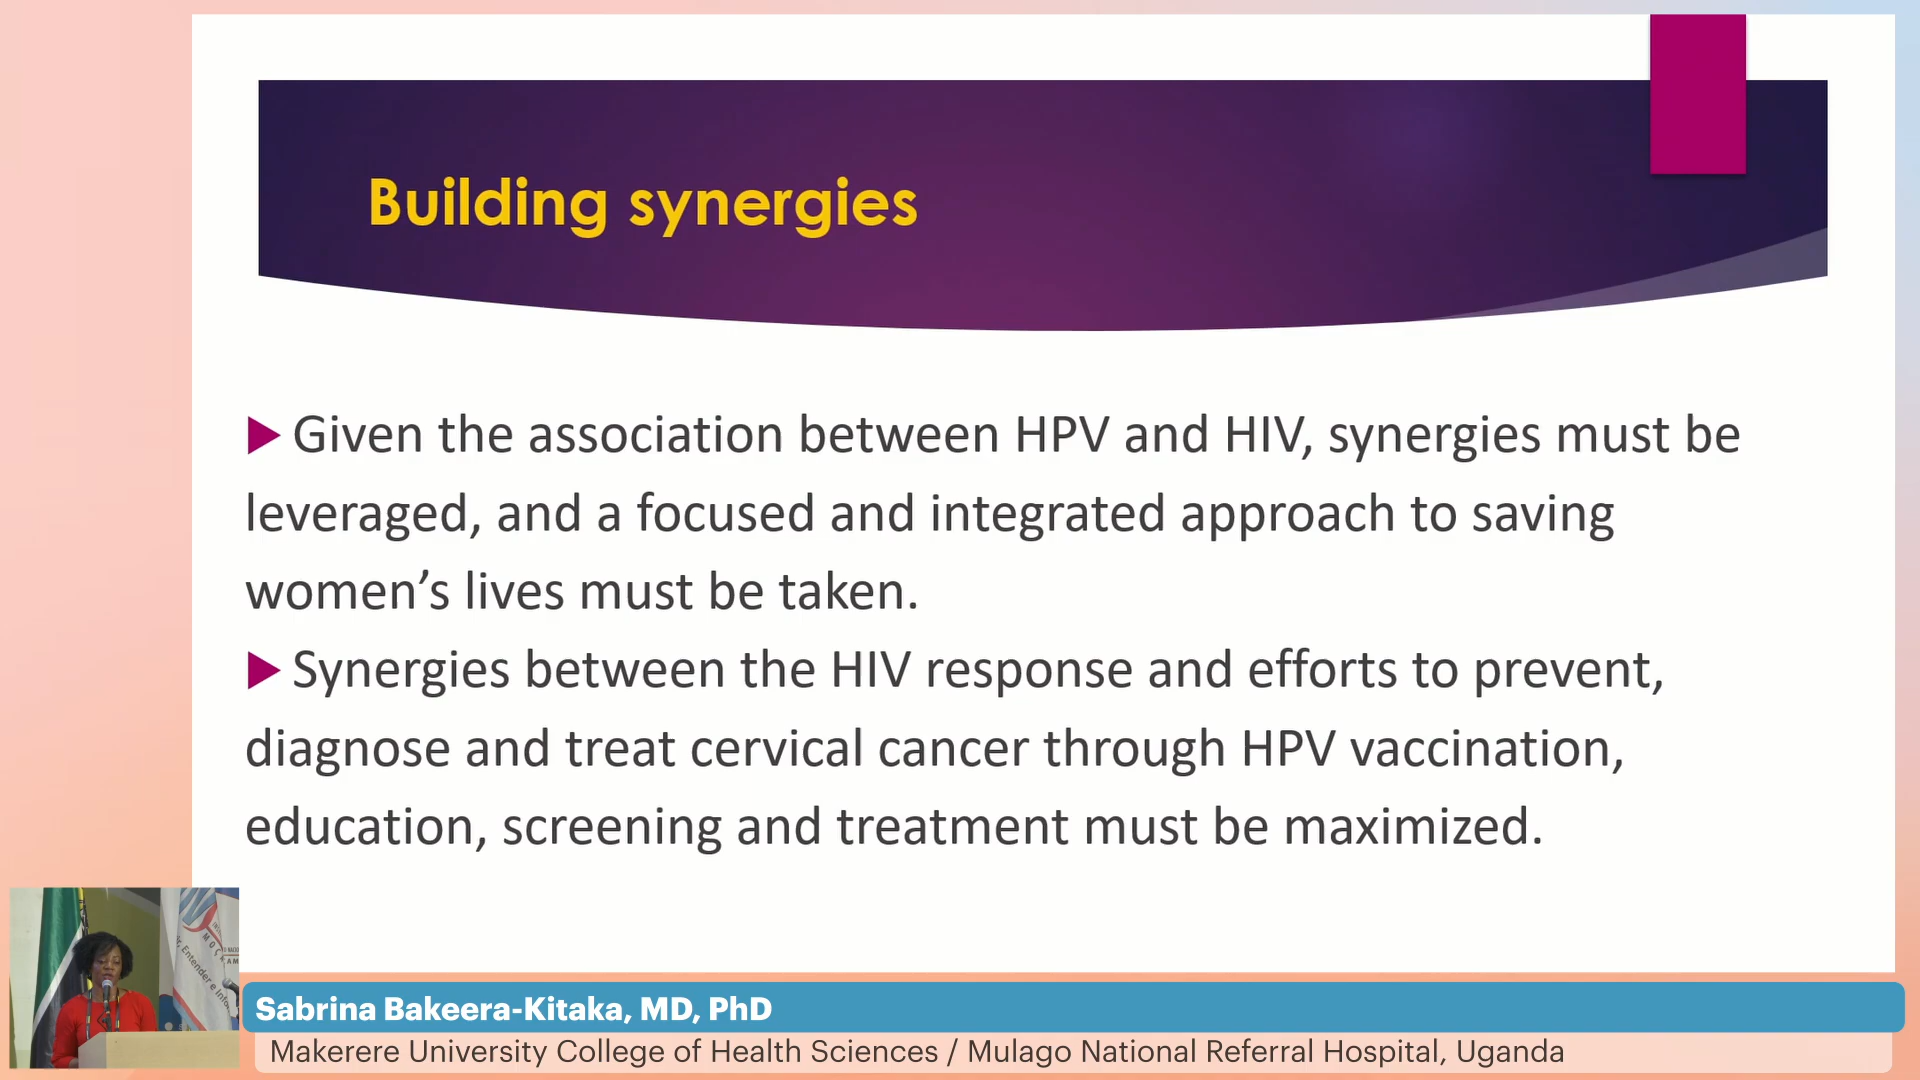 Building synergies
Given the association between HPV and HIV, synergies must be
leveraged, and a focused and integrated approach to saving
women’s lives must be taken.
Synergies between the HIV response and efforts to prevent,
diagnose and treat cervical cancer through HPV vaccination,
education, screening and treatment must be maximized.
Entender e
Sabrina Bakeera-Kitaka, MD, PhD
Makerere University College of Health Sciences / Mulago National Referral Hospital, Uganda